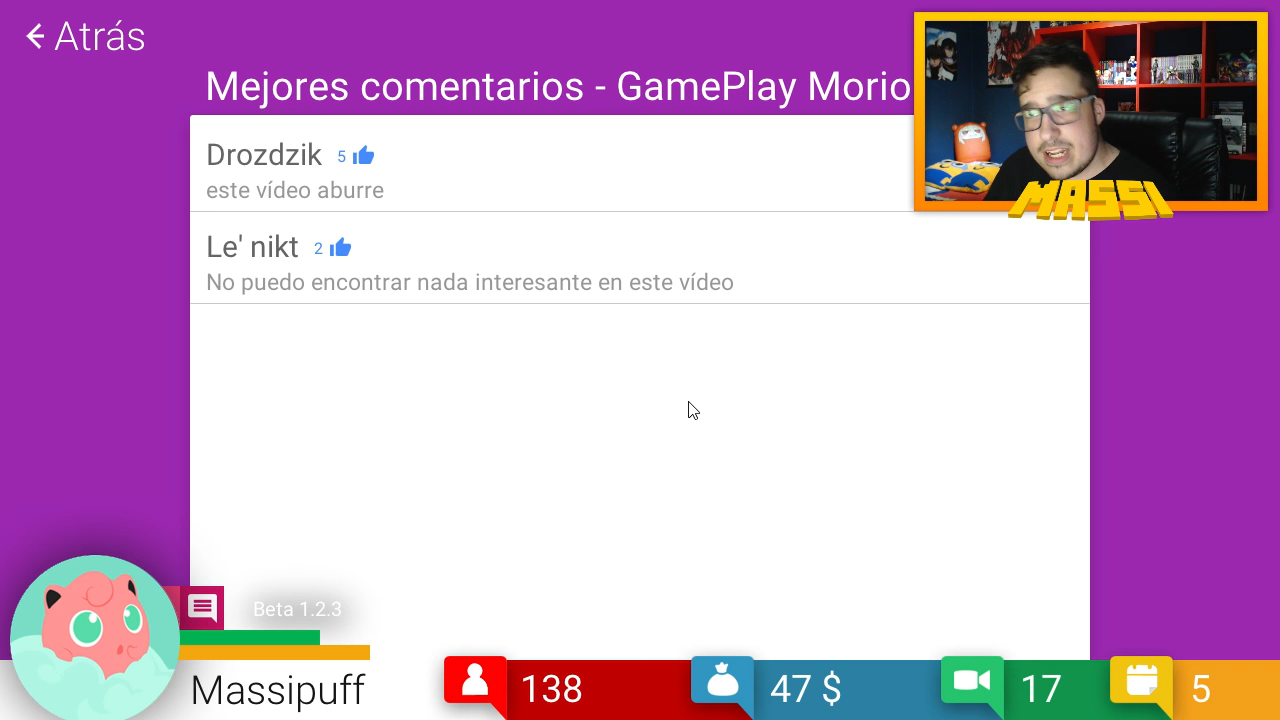 Atrás
Mejores comentarios - GamePlay Morio
MASSI
Drozdzik 5
este vídeo aburre
Le' nikt 2
No puedo encontrar nada interesante en este vídeo
Beta 1.2.3
Massipuff
138
47 $
17
5